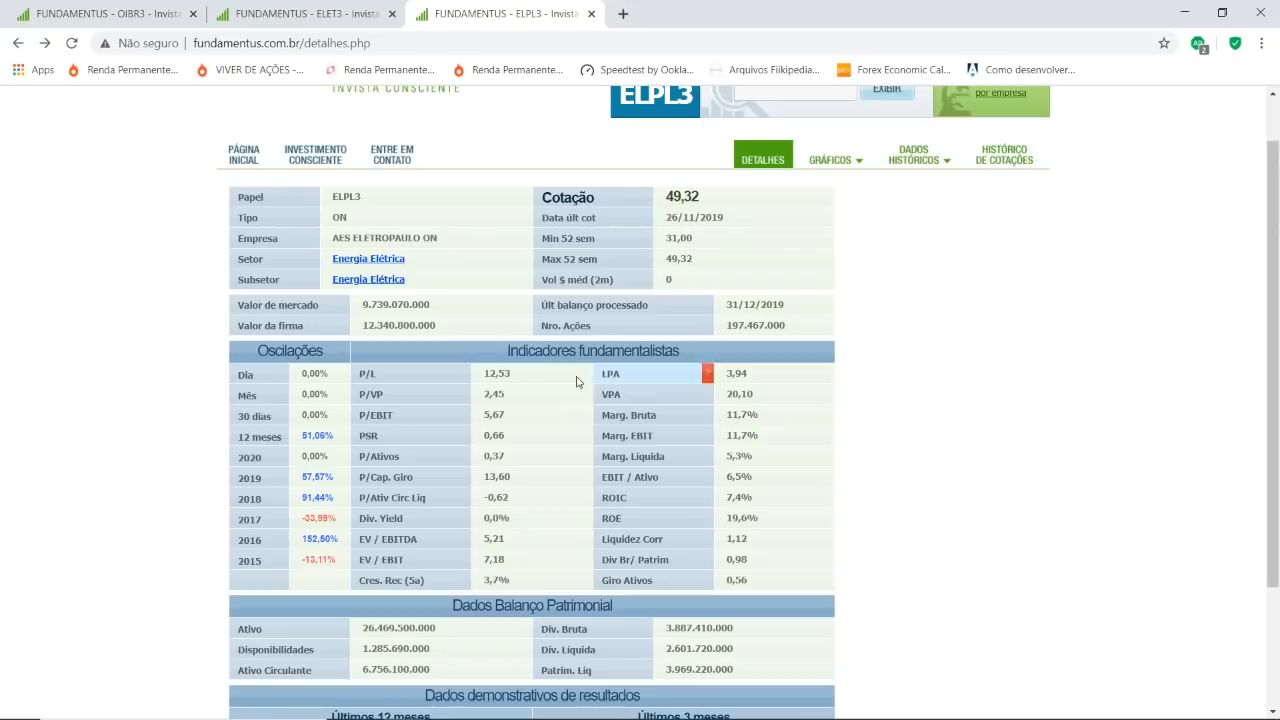 FUNDAMENTUS - OIBR3 - Invista
FUNDAMENTUS - ELET3 - Invista
FUNDAMENTUS - ELPL3 - Invista
Não seguro fundamentus.com.br/detalhes.php
2
Apps Renda Permanente... VIVER DE AÇÕES -... Renda Permanente... Renda Permanente... Speedtest by Ookla... Arquivos Fiikipedia... Forex Economic Cal... Como desenvolver...
INVISTA CONSCIENTE
ELPL3
EXIBIR
por empresa
PÁGINA INICIAL
INVESTIMENTO CONSCIENTE
ENTRE EM CONTATO
DETALHES
GRÁFICOS
DADOS HISTÓRICOS
HISTÓRICO DE COTAÇÕES
Papel ELPL3 Cotação 49,32
Tipo ON Data últ cot 26/11/2019
Empresa AES ELETROPAULO ON Min 52 sem 31,00
Setor Energia Elétrica Max 52 sem 49,32
Subsetor Energia Elétrica Vol $ méd (2m) 0
Valor de mercado 9.739.070.000 Últ balanço processado 31/12/2019
Valor da firma 12.340.800.000 Nro. Ações 197.467.000
Oscilações Indicadores fundamentalistas
Dia 0,00% P/L 12,53 LPA 3,94
Mês 0,00% P/VP 2,45 VPA 20,10
30 dias 0,00% P/EBIT 5,67 Marg. Bruta 11,7%
12 meses 51,06% PSR 0,66 Marg. EBIT 11,7%
2020 0,00% P/Ativos 0,37 Marg. Líquida 5,3%
2019 57,57% P/Cap. Giro 13,60 EBIT / Ativo 6,5%
2018 91,44% P/Ativ Circ Liq -0,62 ROIC 7,4%
2017 -33,99% Div. Yield 0,0% ROE 19,6%
2016 152,50% EV / EBITDA 5,21 Liquidez Corr 1,12
2015 -13,11% EV / EBIT 7,18 Div Br/ Patrim 0,98
Cres. Rec (5a) 3,7% Giro Ativos 0,56
Dados Balanço Patrimonial
Ativo 26.469.500.000 Dív. Bruta 3.887.410.000
Disponibilidades 1.285.690.000 Dív. Líquida 2.601.720.000
Ativo Circulante 6.756.100.000 Patrim. Líq 3.969.220.000
Dados demonstrativos de resultados
Últimos 12 meses Últimos 3 meses